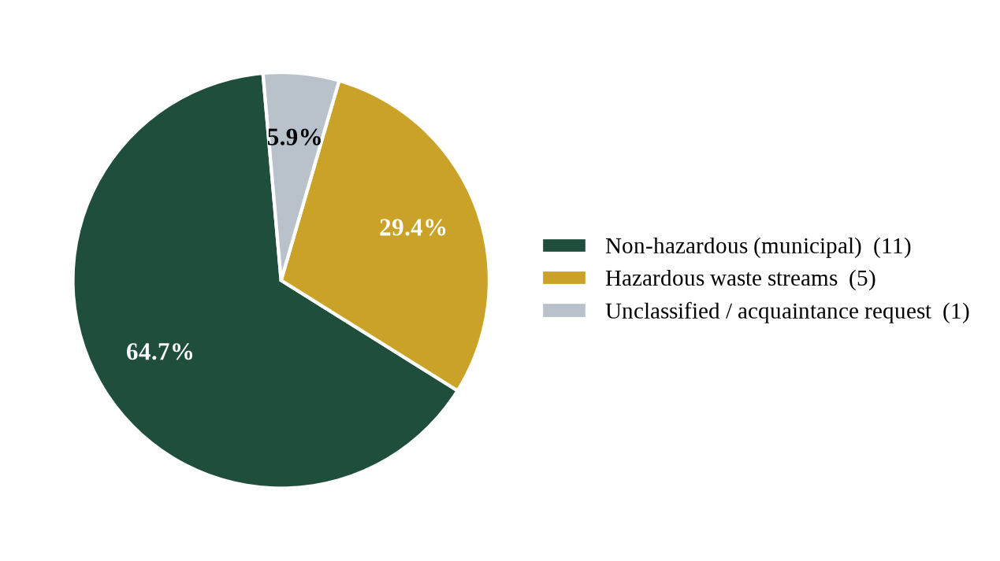 5.9%
29.4%
64.7%
Non-hazardous (municipal) (11)
Hazardous waste streams (5)
Unclassified / acquaintance request (1)